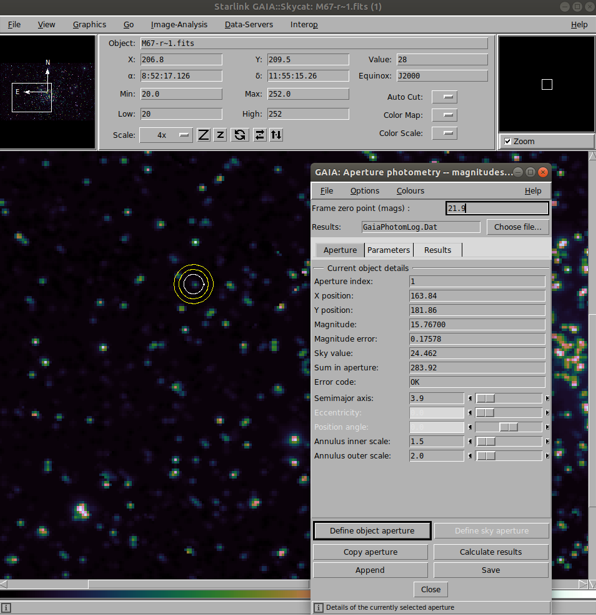 Starlink GAIA::Skycat: M67-r~1.fits (1)
File View Graphics Go Image-Analysis Data-Servers Interop Help
Object: M67-r~1.fits
X: 206.8 Y: 209.5 Value: 28
α: 8:52:17.126 δ: 11:55:15.26 Equinox: J2000
Min: 20.0 Max: 252.0 Auto Cut:
Low: 20 High: 252 Color Map:
Scale: 4x Z z Color Scale:
N
E
Zoom
GAIA: Aperture photometry -- magnitudes...
File Options Colours Help
Frame zero point (mags) : 21.9
Results: GaiaPhotomLog.Dat Choose file...
Aperture Parameters Results
Current object details
Aperture index: 1
X position: 163.84
Y position: 181.86
Magnitude: 15.76700
Magnitude error: 0.17578
Sky value: 24.462
Sum in aperture: 283.92
Error code: OK
Semimajor axis: 3.9
Eccentricity:
Position angle:
Annulus inner scale: 1.5
Annulus outer scale: 2.0
Define object aperture Define sky aperture
Copy aperture Calculate results
Append Save
Close
Details of the currently selected aperture